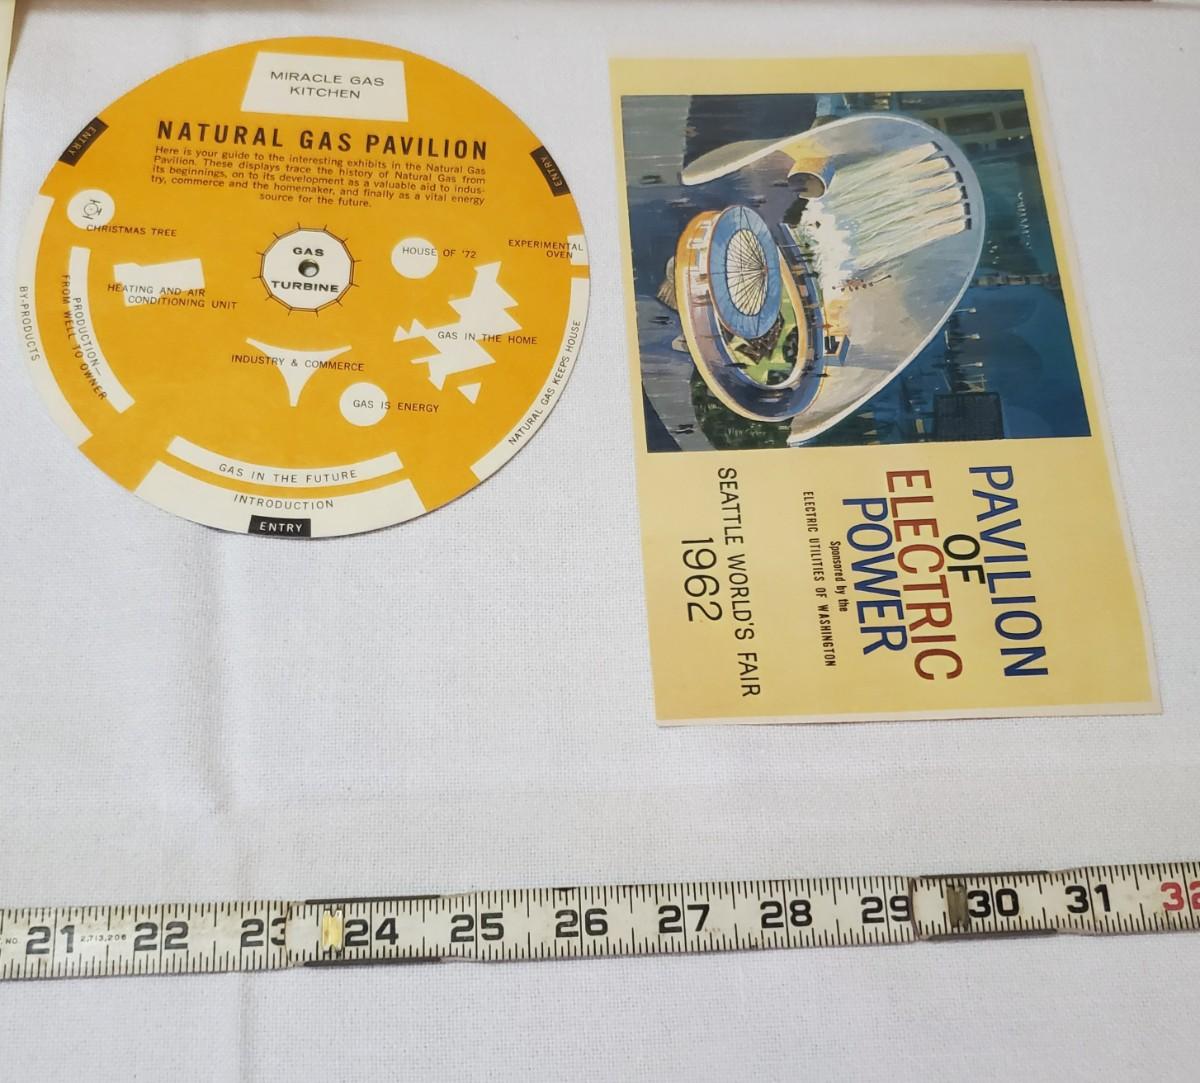 MIRACLE GAS
KITCHEN
ENTRY
ENTRY
NATURAL GAS PAVILION
Here is your guide to the interesting exhibits in the Natural Gas
Pavilion. These displays trace the history of Natural Gas from
its beginnings, on to its development as a valuable aid to indus-
try, commerce and the homemaker, and finally as a vital energy
source for the future.
CHRISTMAS TREE
GAS
TURBINE
HOUSE OF '72
EXPERIMENTAL
OVEN
HEATING AND AIR
CONDITIONING UNIT
BY-PRODUCTS
PRODUCTION—
FROM WELL TO OWNER
GAS IN THE HOME
INDUSTRY & COMMERCE
GAS IS ENERGY
NATURAL GAS KEEPS HOUSE
GAS IN THE FUTURE
INTRODUCTION
ENTRY
PAVILION
OF
ELECTRIC
POWER
Sponsored by the
ELECTRIC UTILITIES OF WASHINGTON
SEATTLE WORLD'S FAIR
1962
NO. 21 2,713,206 22 23 24 25 26 27 28 29 30 31 32